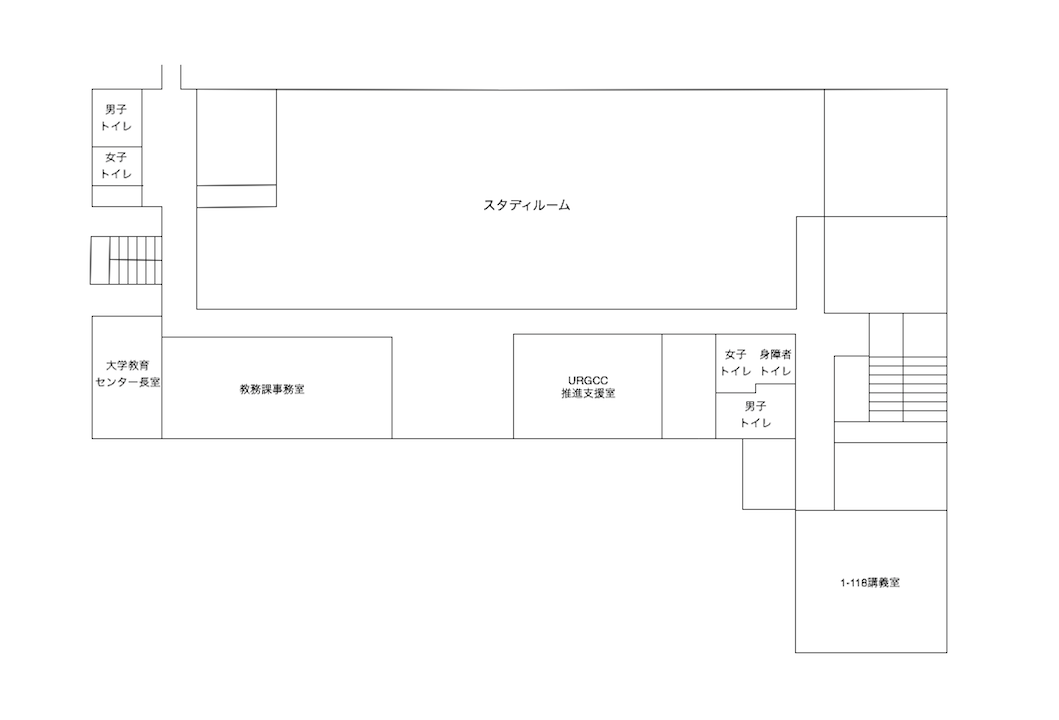 男子
トイレ
女子
トイレ
スタディルーム
大学教育
センター長室
教務課事務室
URGCC
推進支援室
女子
トイレ
身障者
トイレ
男子
トイレ
1-118講義室